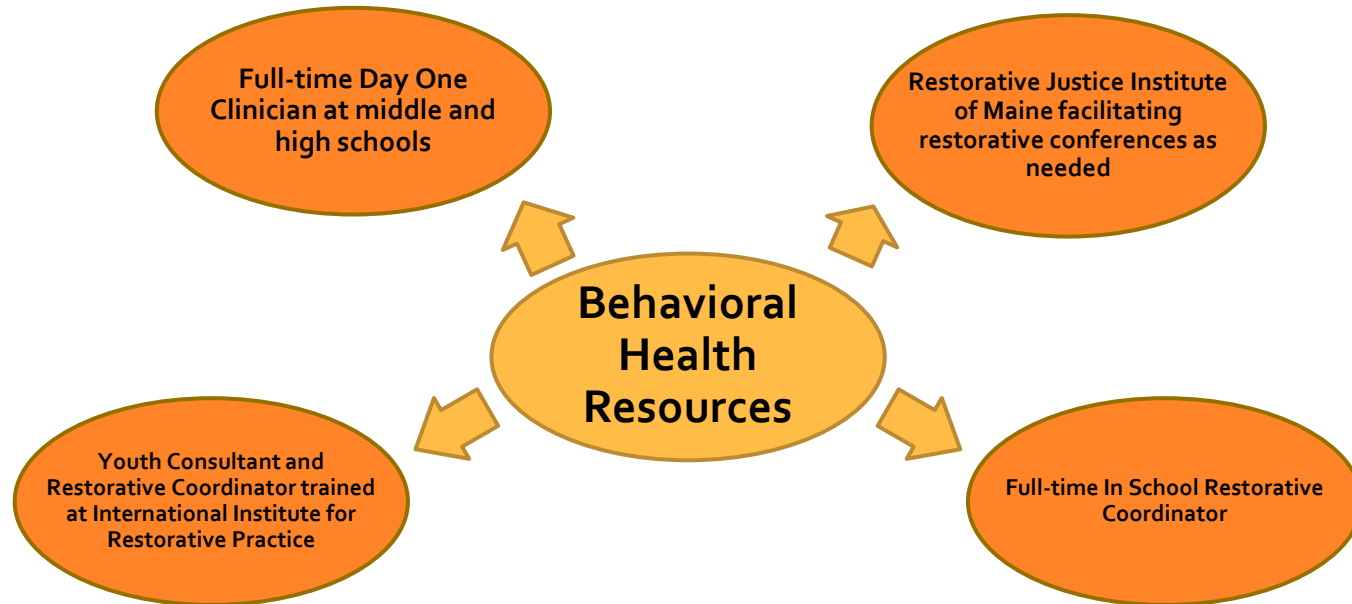 Full-time Day One
Clinician at middle and
high schools
Restorative Justice Institute
of Maine facilitating
restorative conferences as
needed
Behavioral
Health
Resources
Youth Consultant and
Restorative Coordinator trained
at International Institute for
Restorative Practice
Full-time In School Restorative
Coordinator